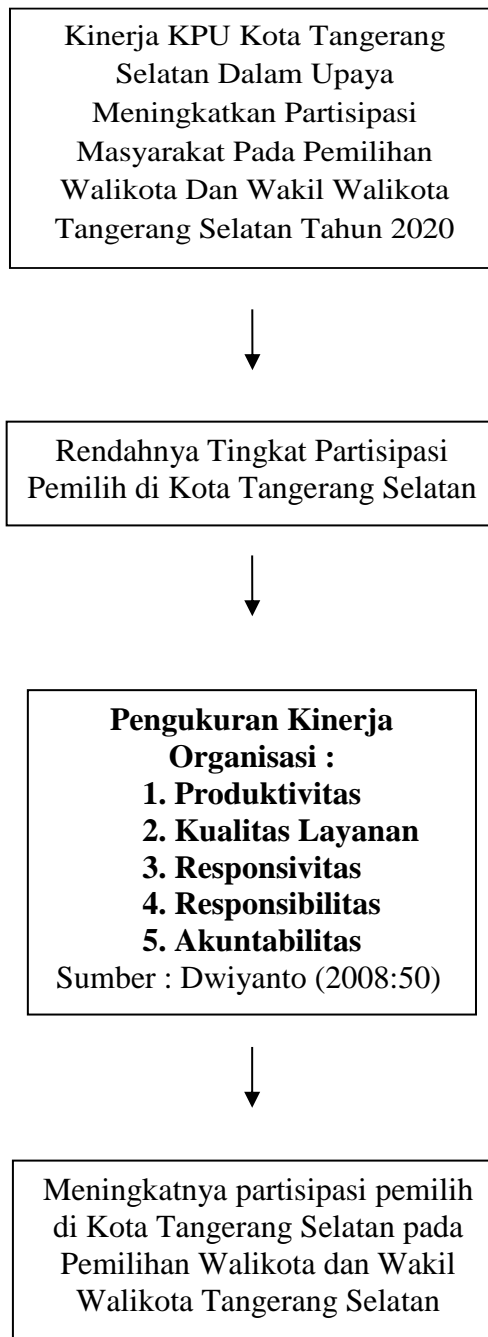 Kinerja KPU Kota Tangerang
Selatan Dalam Upaya
Meningkatkan Partisipasi
Masyarakat Pada Pemilihan
Walikota Dan Wakil Walikota
Tangerang Selatan Tahun 2020
Rendahnya Tingkat Partisipasi
Pemilih di Kota Tangerang Selatan
Pengukuran Kinerja
Organisasi :
1. Produktivitas
2. Kualitas Layanan
3. Responsivitas
4. Responsibilitas
5. Akuntabilitas
Sumber : Dwiyanto (2008:50)
Meningkatnya partisipasi pemilih
di Kota Tangerang Selatan pada
Pemilihan Walikota dan Wakil
Walikota Tangerang Selatan